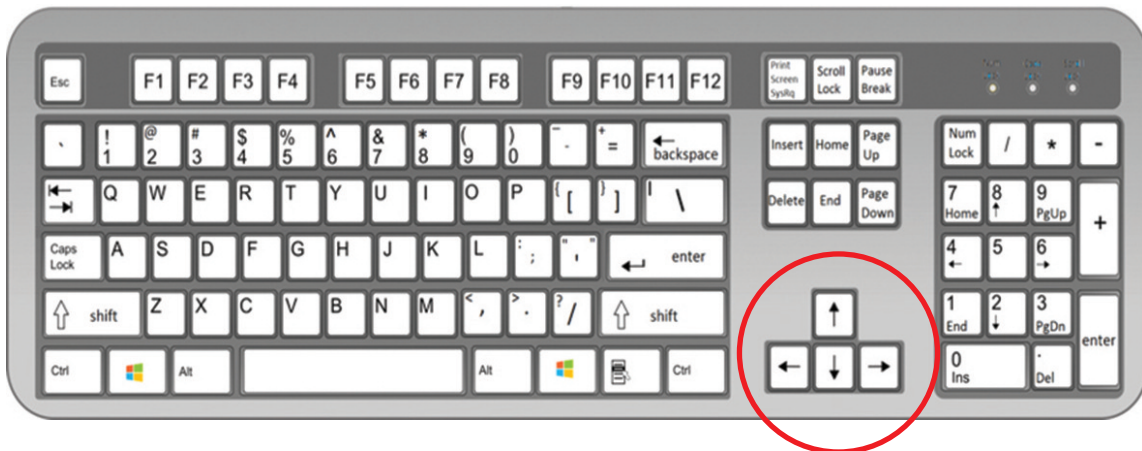 Esc F1 F2 F3 F4 F5 F6 F7 F8 F9 F10 F11 F12 Print Screen SysRq Scroll Lock Pause Break
` ! 1 @ 2 # 3 $ 4 % 5 ^ 6 & 7 * 8 ( 9 ) 0 - - + = ← backspace Insert Home Page Up Num Lock / * -
Q W E R T Y U I O P { [ } ] | \ Delete End Page Down 7 Home 8 ↑ 9 PgUp +
Caps Lock A S D F G H J K L : ; " ' " enter 4 ← 5 6 →
shift Z X C V B N M < , > . ? / shift ↑ 1 End 2 ↓ 3 PgDn enter
Ctrl Alt Alt Ctrl ← ↓ → 0 Ins . Del